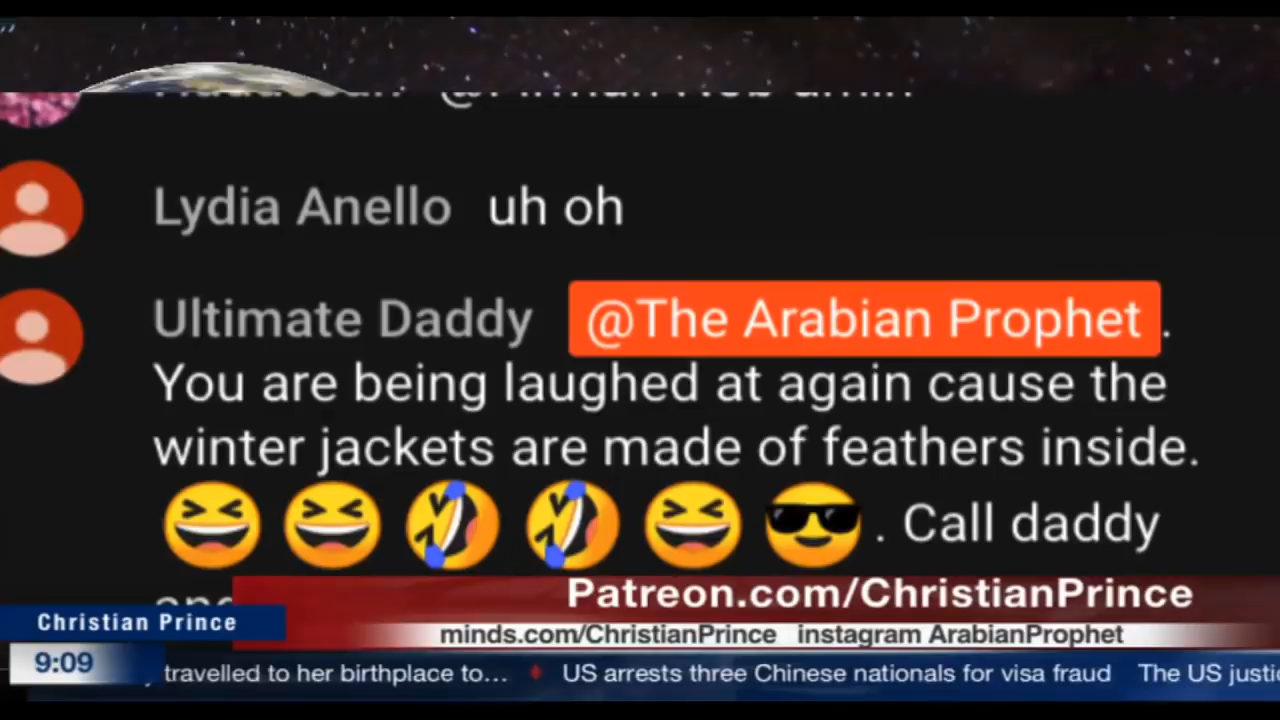 Lydia Anello uh oh
Ultimate Daddy @The Arabian Prophet.
You are being laughed at again cause the
winter jackets are made of feathers inside.
. Call daddy
Patreon.com/ChristianPrince
Christian Prince
minds.com/ChristianPrince instagram ArabianProphet
9:09
travelled to her birthplace to... US arrests three Chinese nationals for visa fraud The US